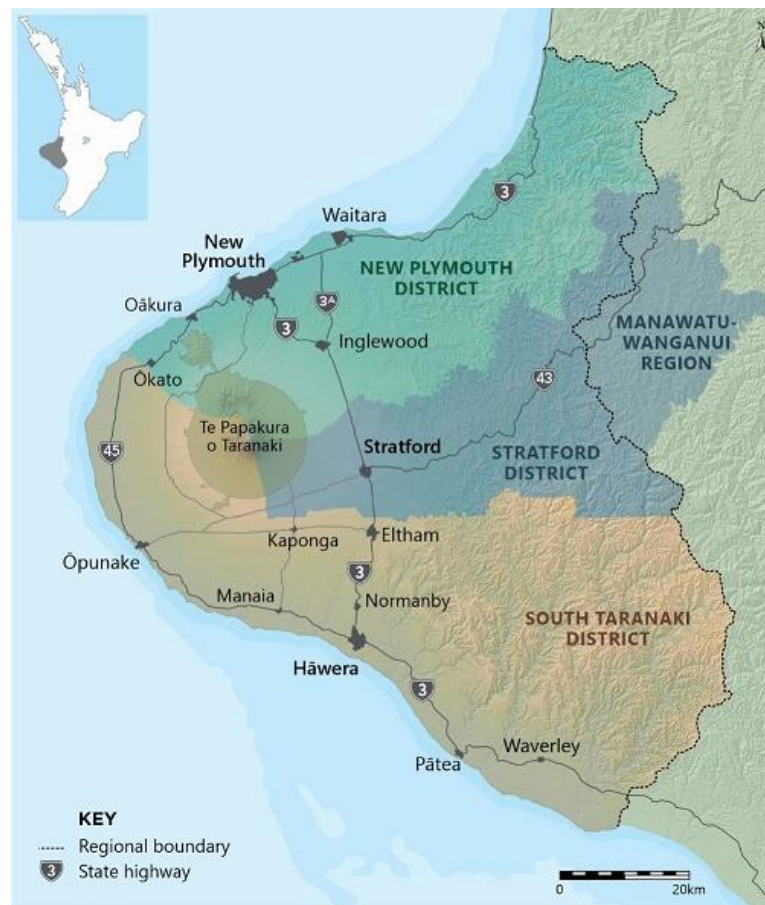 N
3
Waitara
New
Plymouth
NEW PLYMOUTH
DISTRICT
3A
Oākura
3
Inglewood
MANAWATU-
WANGANUI
REGION
Ōkato
43
Te Papakura
o Taranaki
45
Stratford
STRATFORD
DISTRICT
Kaponga
Eltham
Ōpunake
3
Manaia
Normanby
SOUTH TARANAKI
DISTRICT
Hāwera
3
Pātea
Waverley
KEY
Regional boundary
3
State highway
0
20km